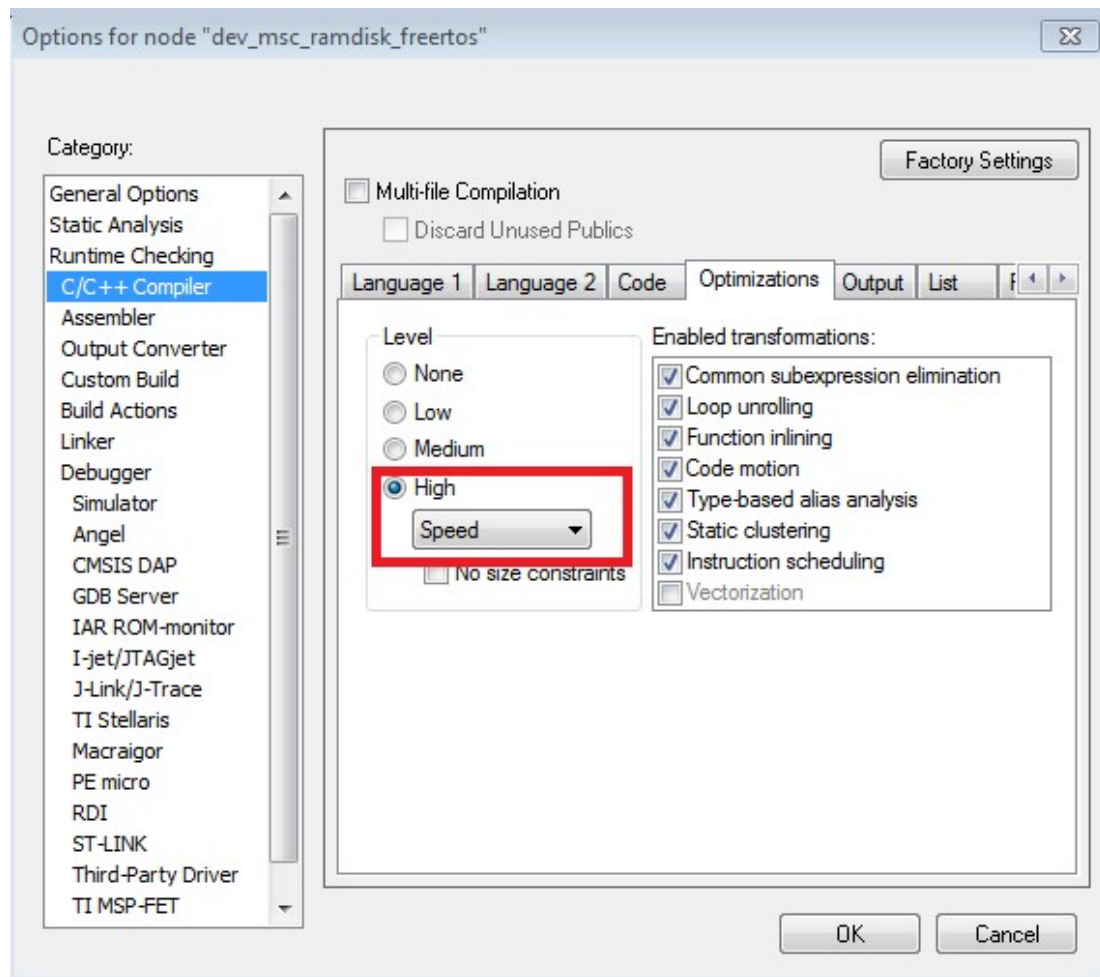 Options for node "dev_msc_ramdisk_freertos"
Category:
General Options
Static Analysis
Runtime Checking
C/C++ Compiler
Assembler
Output Converter
Custom Build
Build Actions
Linker
Debugger
Simulator
Angel
CMSIS DAP
GDB Server
IAR ROM-monitor
I-jet/JTAGjet
J-Link/J-Trace
TI Stellaris
Macraigor
PE micro
RDI
ST-LINK
Third-Party Driver
TI MSP-FET
Factory Settings
Multi-file Compilation
Discard Unused Publics
Language 1 Language 2 Code Optimizations Output List
Level
None
Low
Medium
High
Speed
No size constraints
Enabled transformations:
Common subexpression elimination
Loop unrolling
Function inlining
Code motion
Type-based alias analysis
Static clustering
Instruction scheduling
Vectorization
OK Cancel